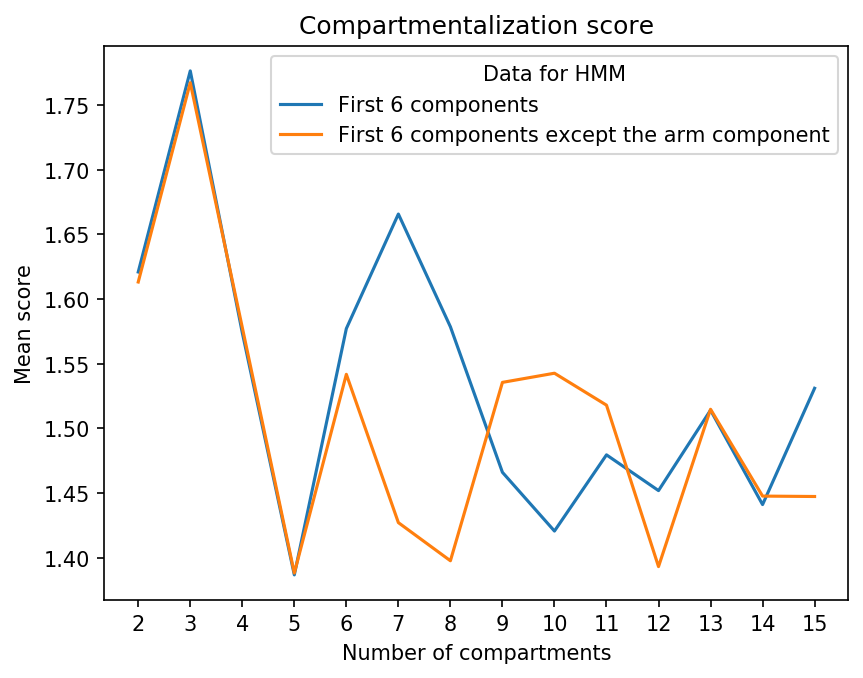 Compartmentalization score
Data for HMM
First 6 components
First 6 components except the arm component
Mean score
1.75
1.70
1.65
1.60
1.55
1.50
1.45
1.40
2 3 4 5 6 7 8 9 10 11 12 13 14 15
Number of compartments